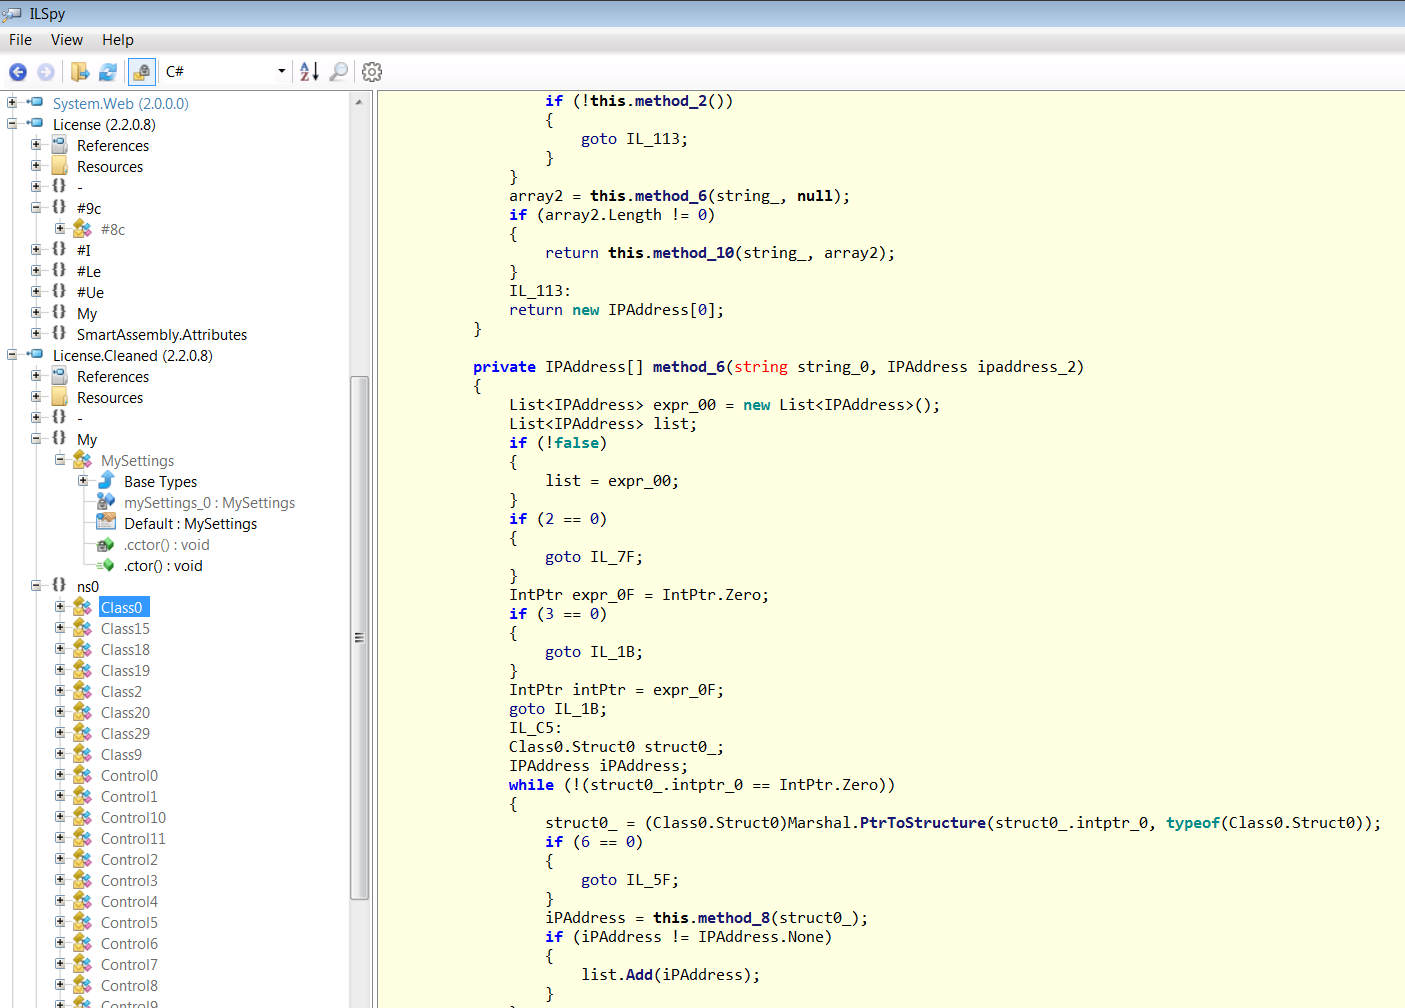 ILSpy
File View Help
C#
System.Web (2.0.0.0)
License (2.2.0.8)
References
Resources
{} -
{} #9c
#8c
{} #I
{} #Le
{} #Ue
{} My
{} SmartAssembly.Attributes
License.Cleaned (2.2.0.8)
References
Resources
{} -
{} My
MySettings
Base Types
mySettings_0 : MySettings
Default : MySettings
.cctor() : void
.ctor() : void
{} ns0
Class0
Class15
Class18
Class19
Class2
Class20
Class29
Class9
Control0
Control1
Control10
Control11
Control2
Control3
Control4
Control5
Control6
Control7
Control8
Control9
if (!this.method_2())
{
goto IL_113;
}
}
array2 = this.method_6(string_, null);
if (array2.Length != 0)
{
return this.method_10(string_, array2);
}
IL_113:
return new IPAddress[0];
}
private IPAddress[] method_6(string string_0, IPAddress ipaddress_2)
{
List<IPAddress> expr_00 = new List<IPAddress>();
List<IPAddress> list;
if (!false)
{
list = expr_00;
}
if (2 == 0)
{
goto IL_7F;
}
IntPtr expr_0F = IntPtr.Zero;
if (3 == 0)
{
goto IL_1B;
}
IntPtr intPtr = expr_0F;
goto IL_1B;
IL_C5:
Class0.Struct0 struct0_;
IPAddress iPAddress;
while (!(struct0_.intptr_0 == IntPtr.Zero))
{
struct0_ = (Class0.Struct0)Marshal.PtrToStructure(struct0_.intptr_0, typeof(Class0.Struct0));
if (6 == 0)
{
goto IL_5F;
}
iPAddress = this.method_8(struct0_);
if (iPAddress != IPAddress.None)
{
list.Add(iPAddress);
}